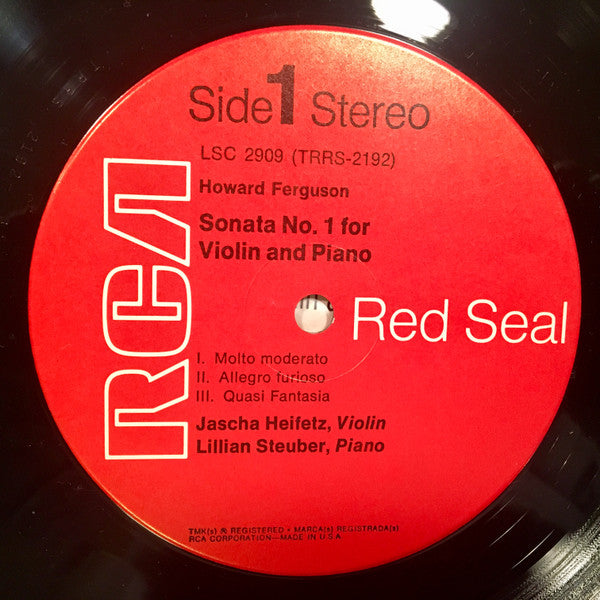 Side 1 Stereo
LSC 2909 (TRRS-2192)
Howard Ferguson
Sonata No. 1 for
Violin and Piano
RCA
Red Seal
I. Molto moderato
II. Allegro furioso
III. Quasi Fantasia
Jascha Heifetz, Violin
Lillian Steuber, Piano
TMK(s) ® REGISTERED • MARCA(s) REGISTRADA(s)
RCA CORPORATION—MADE IN U.S.A.